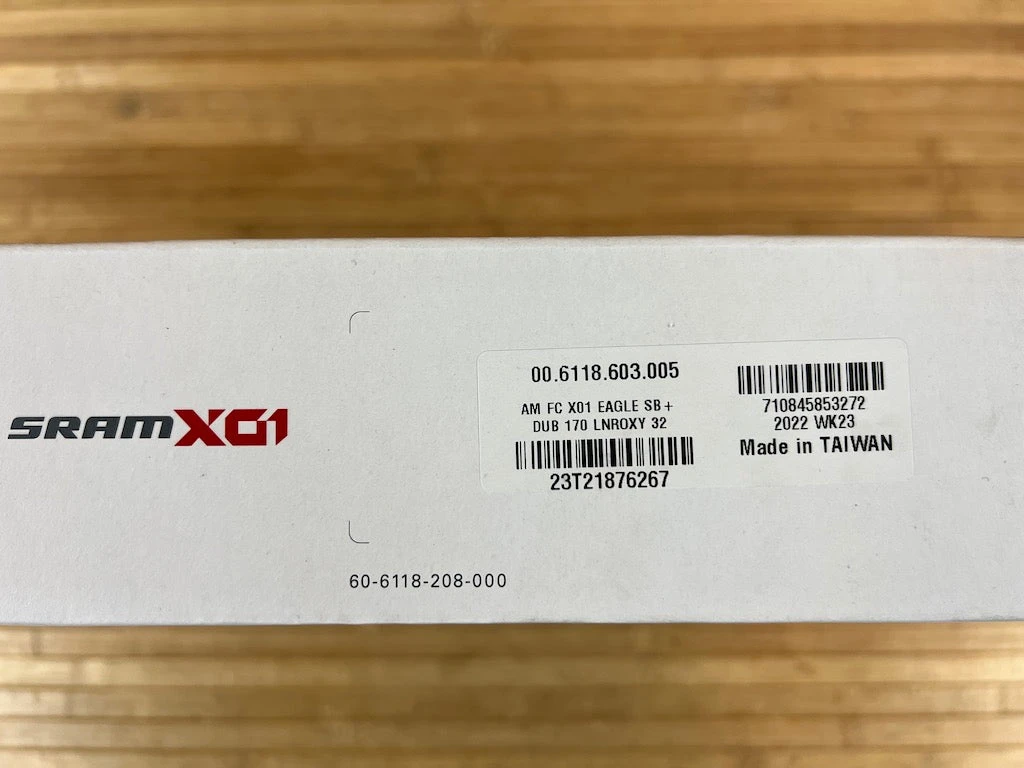 SRAM X01
00.6118.603.005
AM FC X01 EAGLE SB+
DUB 170 LNROXY 32
23T21876267
710845853272
2022 WK23
Made in TAIWAN
60-6118-208-000